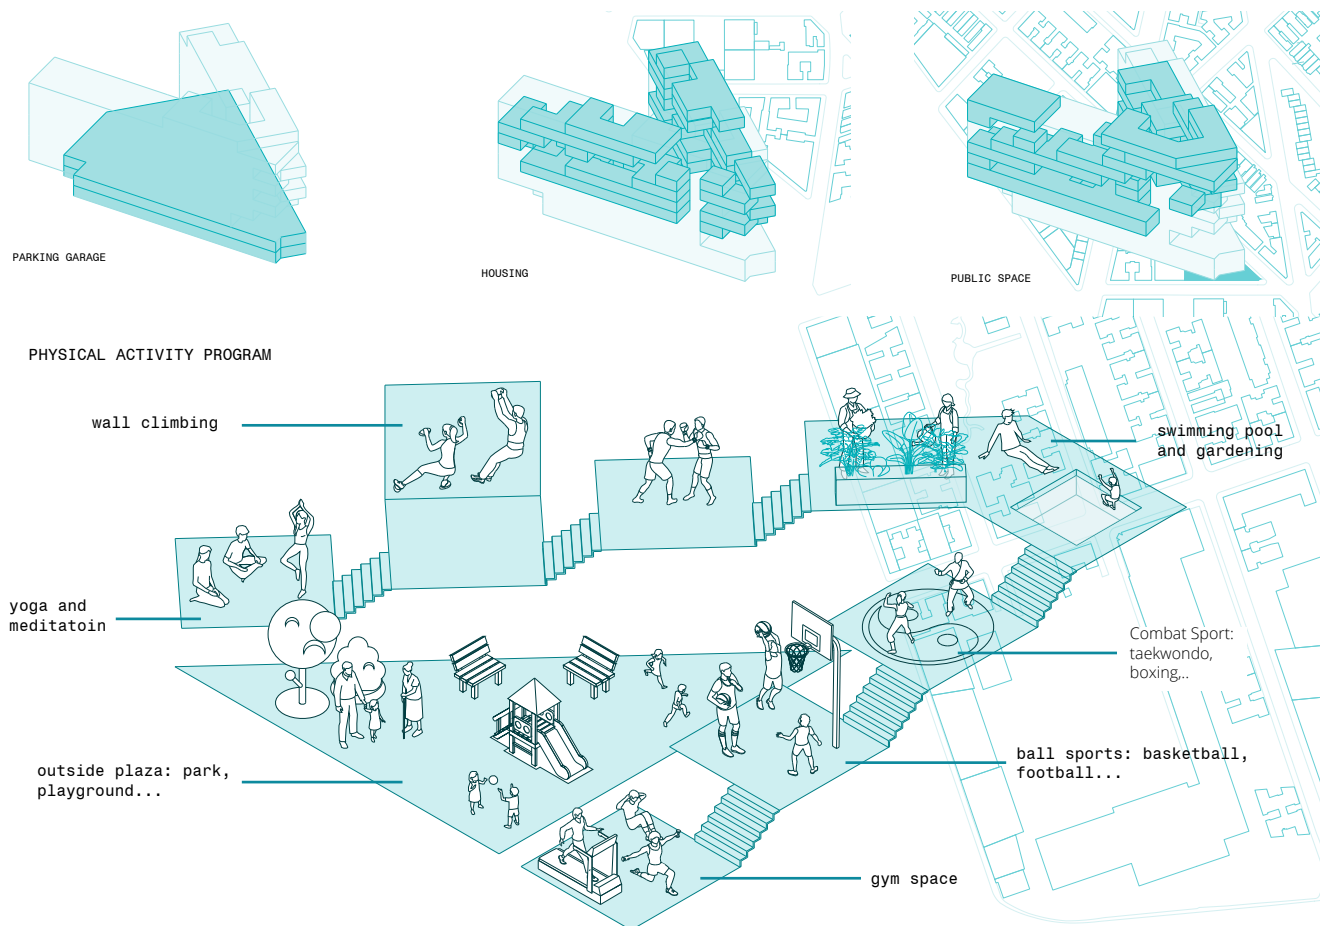 PARKING GARAGE
HOUSING
PUBLIC SPACE
PHYSICAL ACTIVITY PROGRAM
wall climbing
swimming pool
and gardening
yoga and
meditatoin
Combat Sport:
taekwondo,
boxing,..
outside plaza: park,
playground...
ball sports: basketball,
football...
gym space